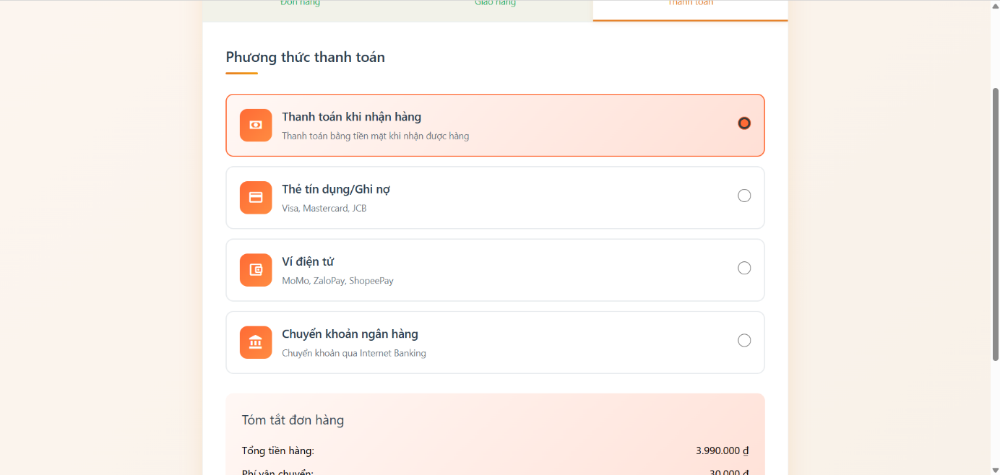 Đơn hàng
Giao hàng
Thanh toán
Phương thức thanh toán
Thanh toán khi nhận hàng
Thanh toán bằng tiền mặt khi nhận được hàng
Thẻ tín dụng/Ghi nợ
Visa, Mastercard, JCB
Ví điện tử
MoMo, ZaloPay, ShopeePay
Chuyển khoản ngân hàng
Chuyển khoản qua Internet Banking
Tóm tắt đơn hàng
Tổng tiền hàng: 3.990.000 ₫
Phí vận chuyển: 30.000 ₫